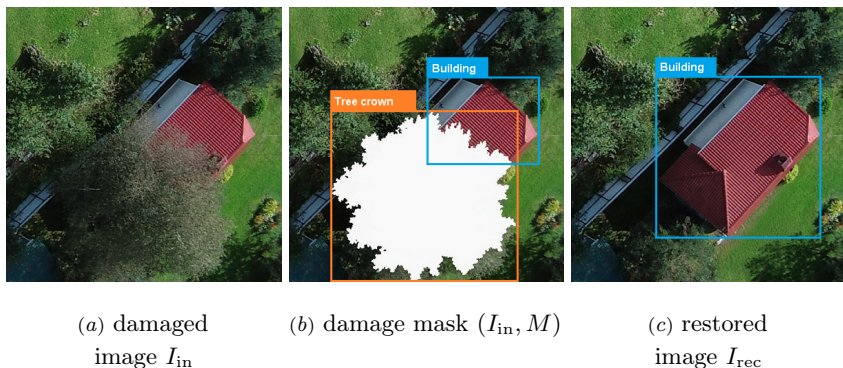 Building
Tree crown
Building
(a) damaged
image I_in
(b) damage mask (I_in, M)
(c) restored
image I_rec